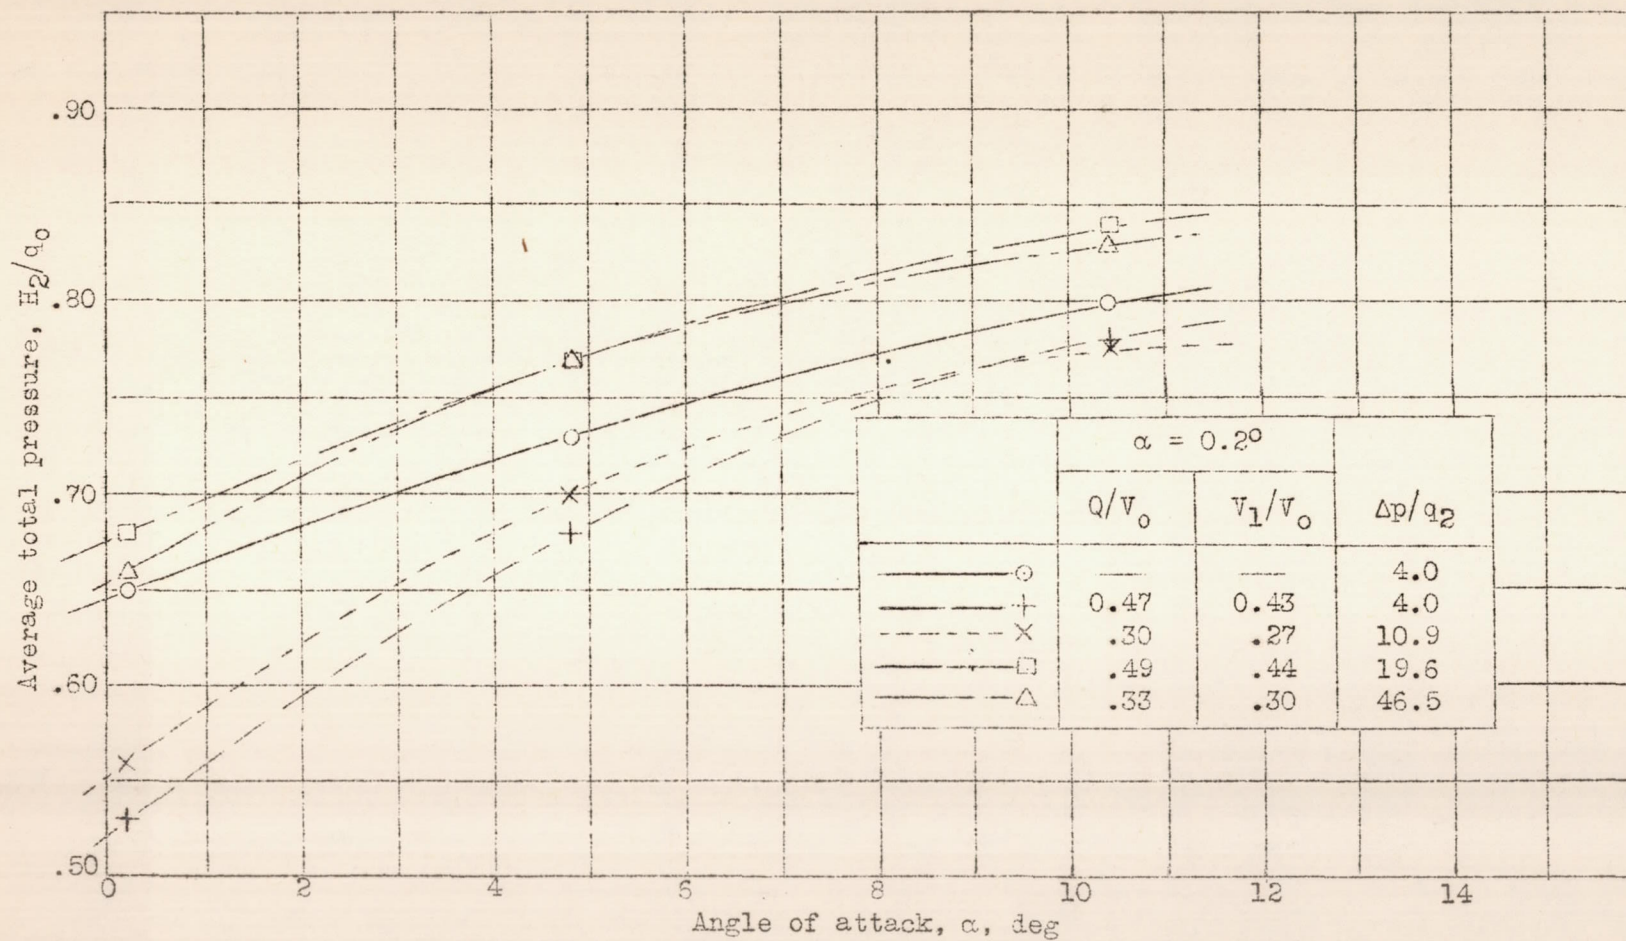 .90
.80
.70
.60
.50
Average total pressure, H2/q0
0 2 4 6 8 10 12 14
Angle of attack, α, deg
α = 0.2°
Q/Vo V1/Vo Δp/q2
— — 4.0
0.47 0.43 4.0
.30 .27 10.9
.49 .44 19.6
.33 .30 46.5